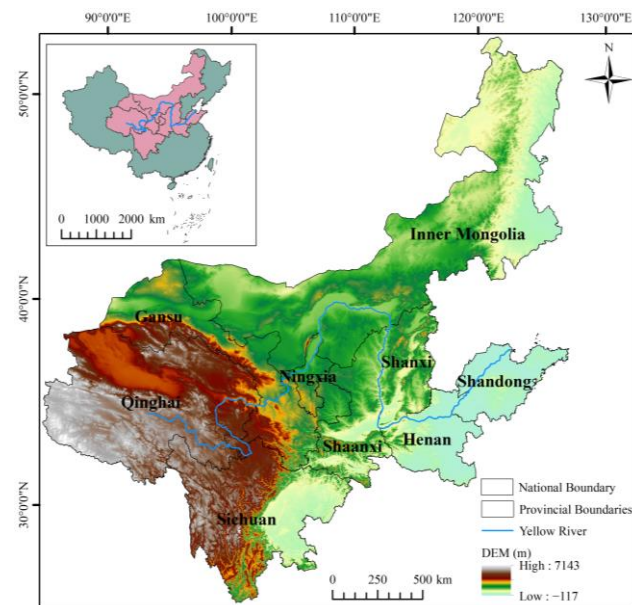 90°0'0"E
100°0'0"E
110°0'0"E
120°0'0"E
130°0'0"E
N
50°0'0"N
40°0'0"N
30°0'0"N
0
1000
2000 km
Inner Mongolia
Gansu
Ningxia
Shanxi
Shandong
Qinghai
Henan
Shaanxi
Sichuan
National Boundary
Provincial Boundaries
Yellow River
DEM (m)
High : 7143
Low : −117
0
250
500 km